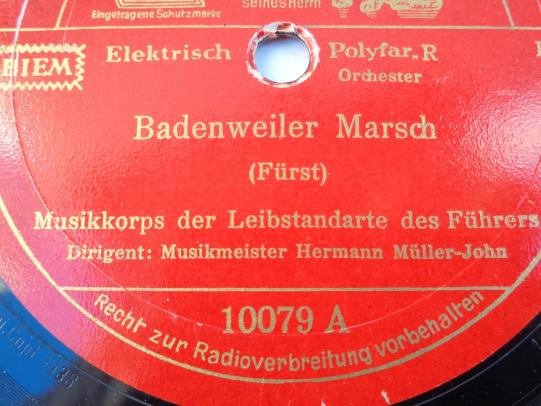 Eingetragene Schutzmarke
seines Herrn
BIEM
Elektrisch
Polyfar„R
Orchester
Badenweiler Marsch
(Fürst)
Musikkorps der Leibstandarte des Führers
Dirigent: Musikmeister Hermann Müller-John
10079 A
Recht zur Radioverbreitung vorbehalten